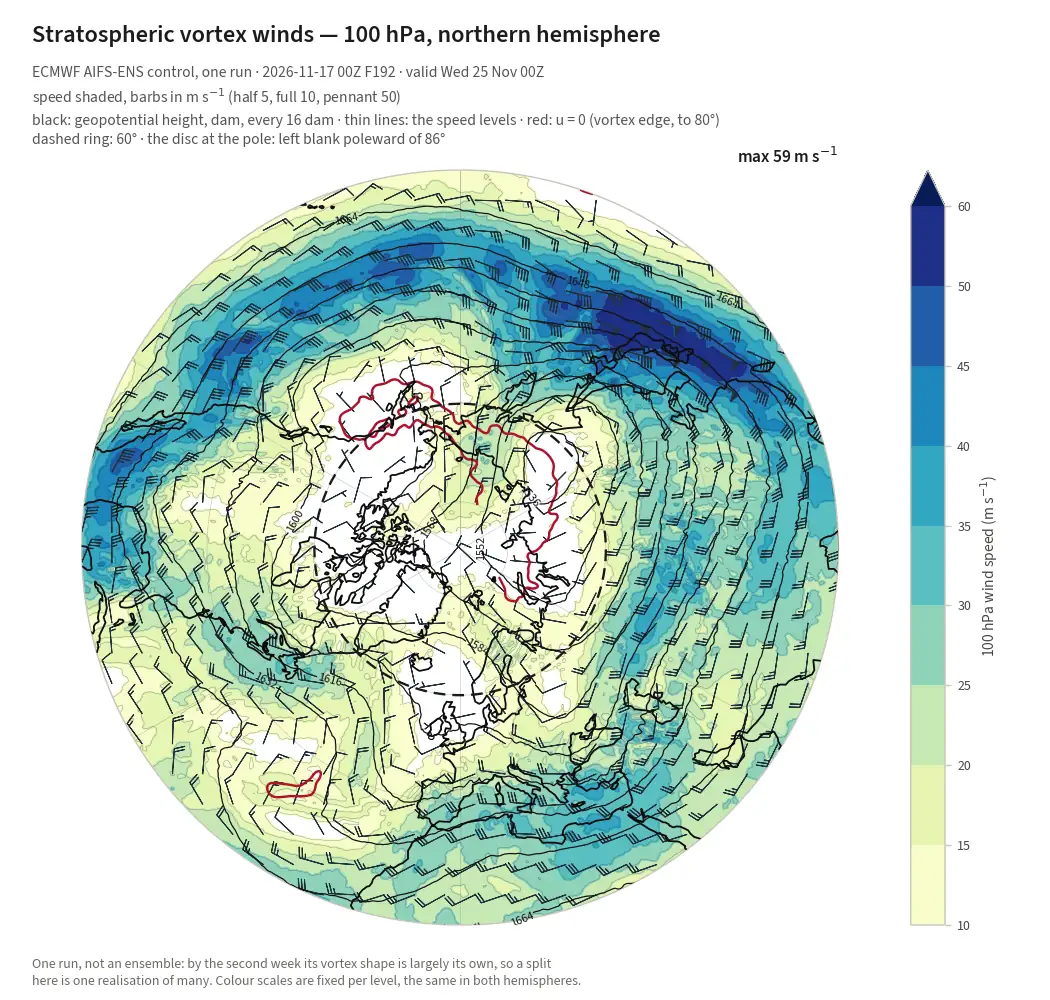 Stratospheric vortex winds — 100 hPa, northern hemisphere
ECMWF AIFS-ENS control, one run · 2026-11-17 00Z F192 · valid Wed 25 Nov 00Z
speed shaded, barbs in m s⁻¹ (half 5, full 10, pennant 50)
black: geopotential height, dam, every 16 dam · thin lines: the speed levels · red: u = 0 (vortex edge, to 80°)
dashed ring: 60° · the disc at the pole: left blank poleward of 86°
max 59 m s⁻¹
1664
1648
1664
1600
1552
1616
1664
60
50
45
40
35
30
25
20
15
10
100 hPa wind speed (m s⁻¹)
One run, not an ensemble: by the second week its vortex shape is largely its own, so a split
here is one realisation of many. Colour scales are fixed per level, the same in both hemispheres.